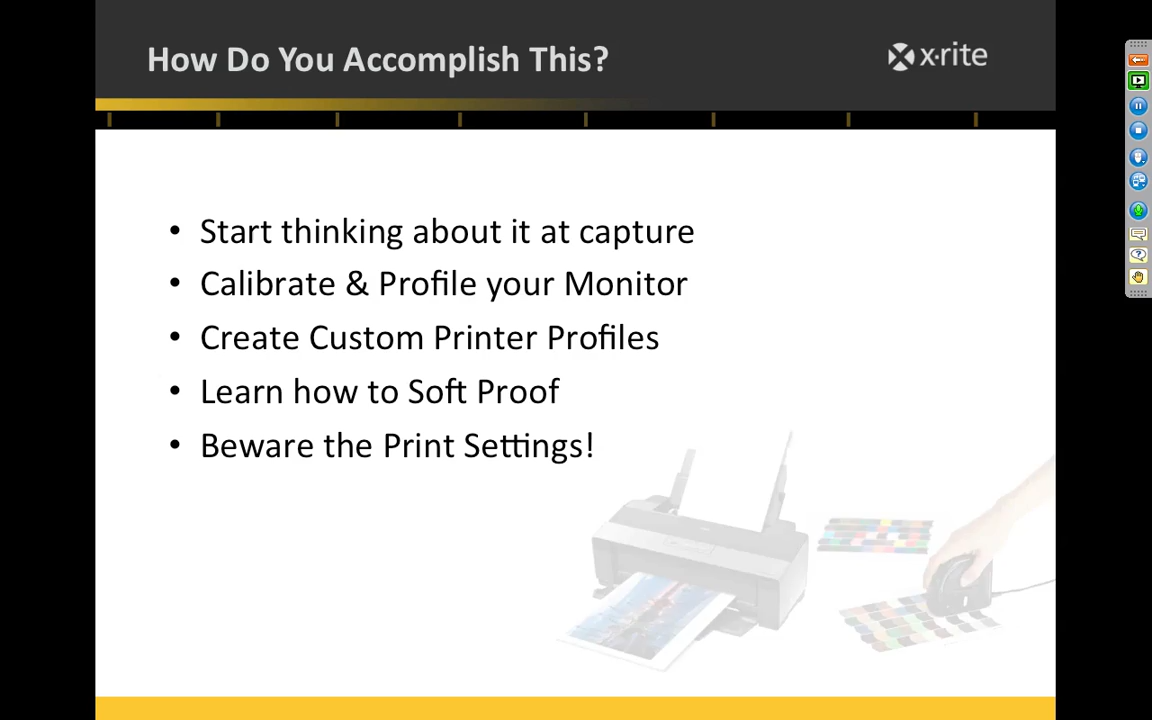 How Do You Accomplish This?
x·rite
• Start thinking about it at capture
• Calibrate & Profile your Monitor
• Create Custom Printer Profiles
• Learn how to Soft Proof
• Beware the Print Settings!